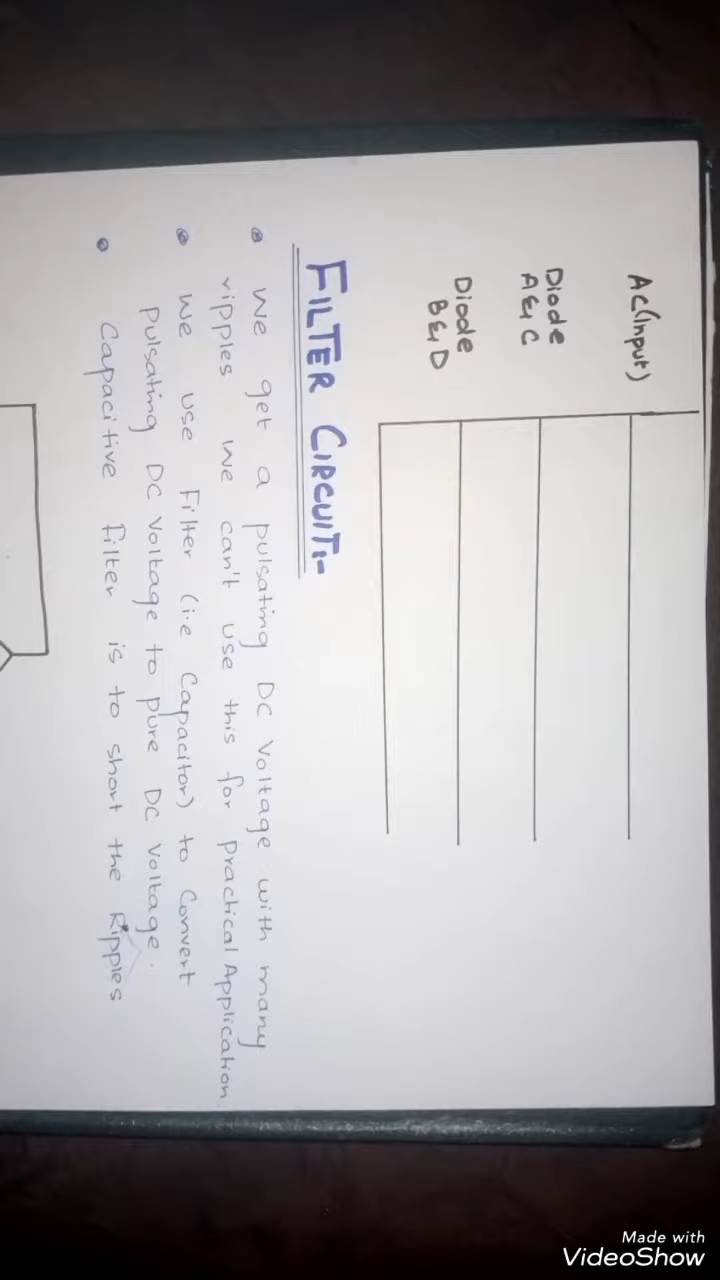 AC(Input)
Diode
A & C
Diode
B & D
FILTER CIRCUIT:-
We get a pulsating DC Voltage with many
ripples we can't use this for practical Application.
We use Filter (i.e Capacitor) to Convert
pulsating DC Voltage to pure DC Voltage.
Capacitive filter is to short the Ripples
Made with
VideoShow